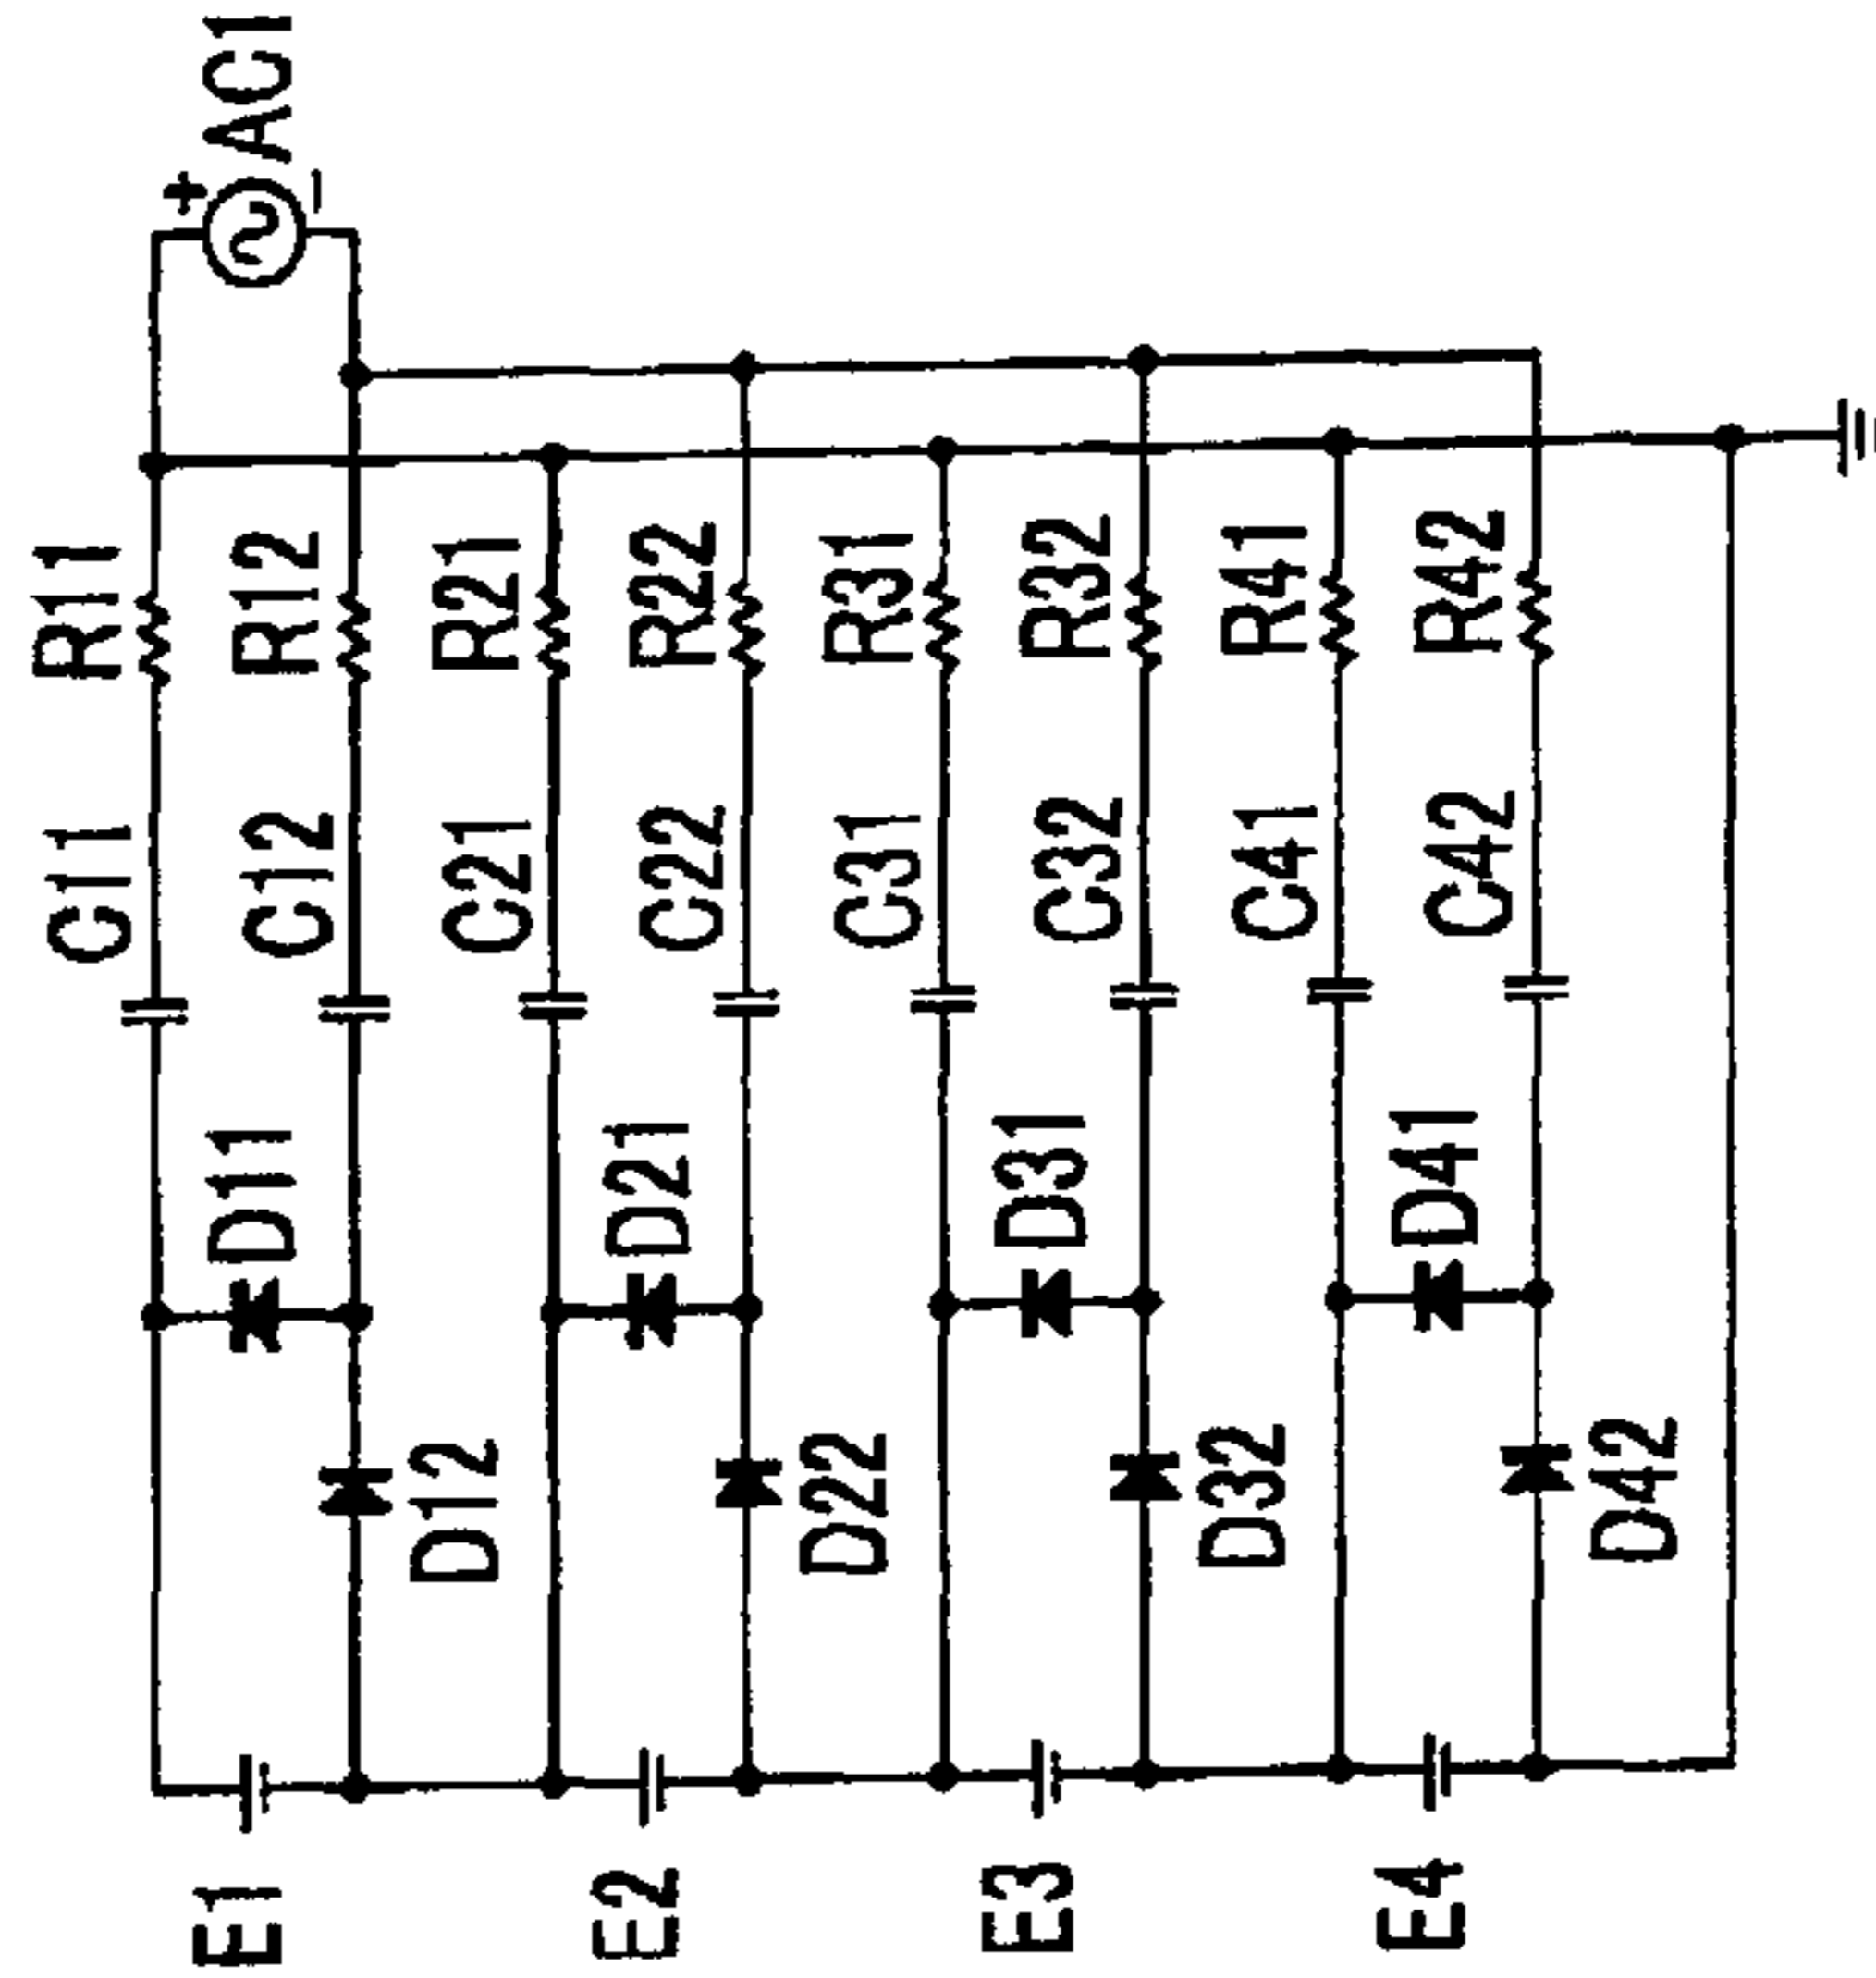 AC1
+
−
R11
R12
R21
R22
R31
R32
R41
R42
C11
C12
C21
C22
C31
C32
C41
C42
D11
D21
D31
D41
D12
D22
D32
D42
E1
E2
E3
E4